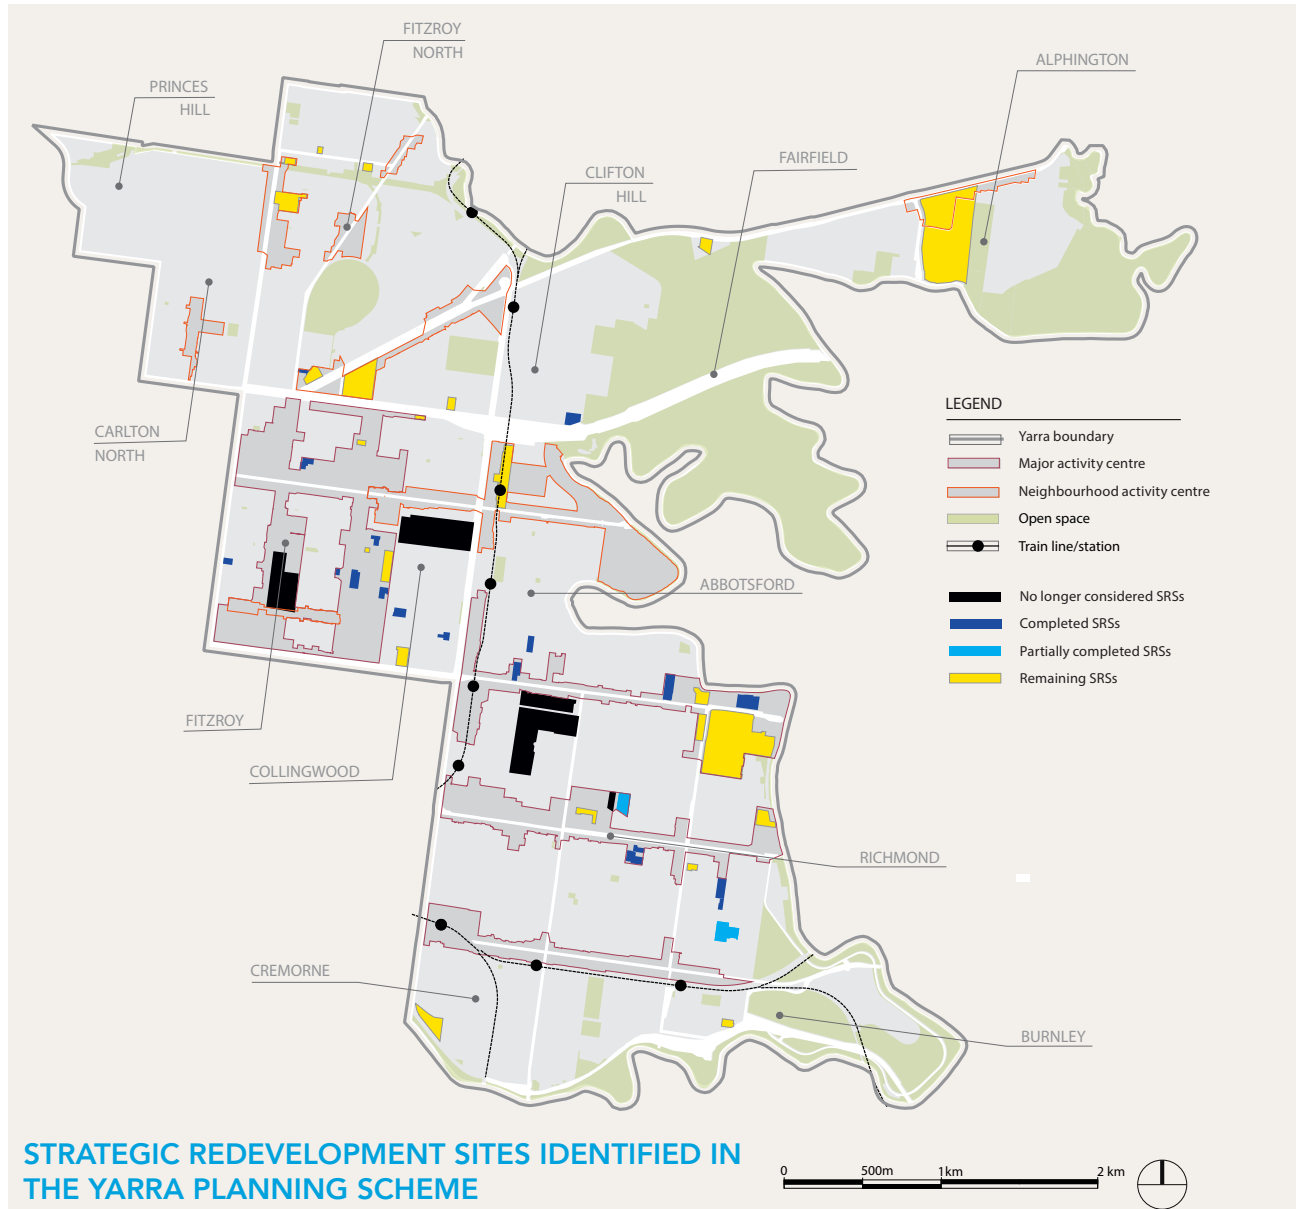 FITZROY
NORTH
ALPHINGTON
PRINCES
HILL
FAIRFIELD
CLIFTON
HILL
LEGEND
Yarra boundary
Major activity centre
Neighbourhood activity centre
Open space
Train line/station
No longer considered SRSs
Completed SRSs
Partially completed SRSs
Remaining SRSs
CARLTON
NORTH
ABBOTSFORD
FITZROY
COLLINGWOOD
RICHMOND
CREMORNE
BURNLEY
STRATEGIC REDEVELOPMENT SITES IDENTIFIED IN
THE YARRA PLANNING SCHEME
0 500m 1km 2 km